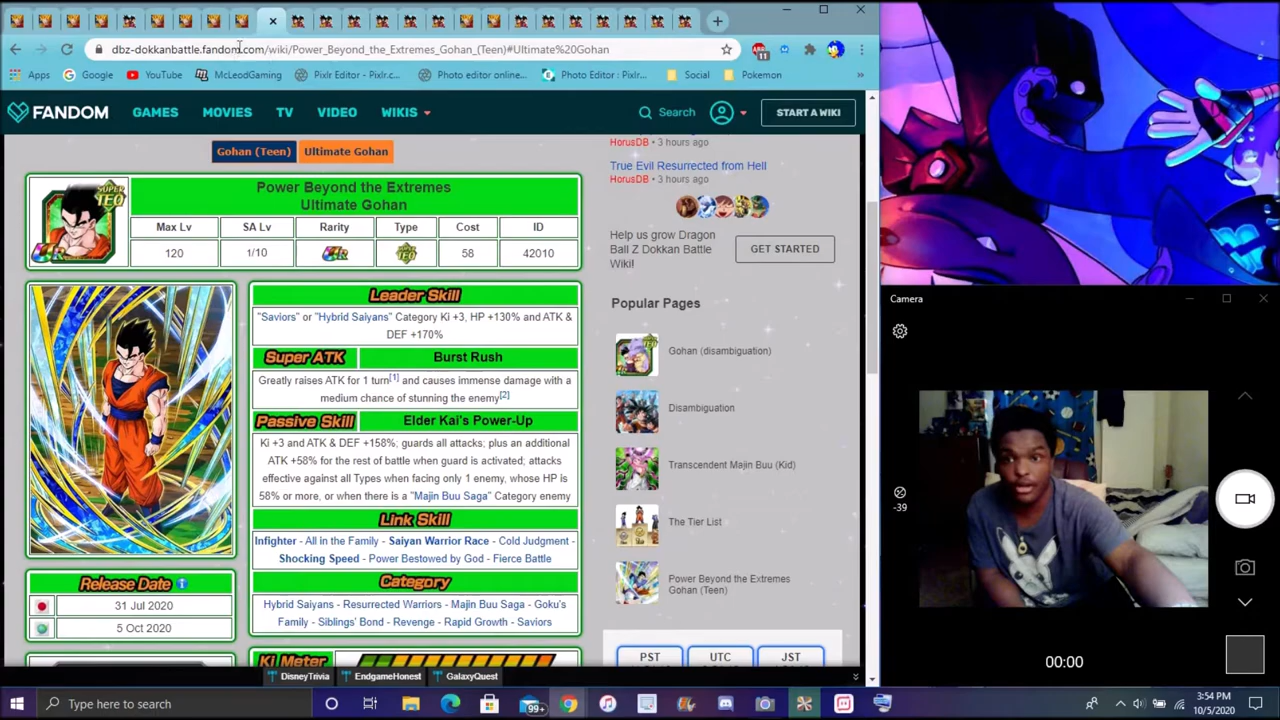 dbz-dokkanbattle.fandom.com/wiki/Power_Beyond_the_Extremes_Gohan_(Teen)#Ultimate%20Gohan
11
Apps
Google
YouTube
McLeodGaming
Pixlr Editor - Pixlr.c...
Photo editor online...
Photo Editor : Pixlr...
Social
Pokemon
»
FANDOM
GAMES
MOVIES
TV
VIDEO
WIKIS
Search
START A WIKI
Gohan (Teen)
Ultimate Gohan
HorusDB • 3 hours ago
True Evil Resurrected from Hell
HorusDB • 3 hours ago
Help us grow Dragon
Ball Z Dokkan Battle
Wiki!
GET STARTED
SUPER
TEQ
UR
Power Beyond the Extremes
Ultimate Gohan
Max Lv SA Lv Rarity Type Cost ID
120 1/10 UR SUPER TEQ 58 42010
Leader Skill
"Saviors" or "Hybrid Saiyans" Category Ki +3, HP +130% and ATK &
DEF +170%
Super ATK Burst Rush
Greatly raises ATK for 1 turn[1] and causes immense damage with a
medium chance of stunning the enemy[2]
Passive Skill Elder Kai's Power-Up
Ki +3 and ATK & DEF +158%; guards all attacks; plus an additional
ATK +58% for the rest of battle when guard is activated; attacks
effective against all Types when facing only 1 enemy, whose HP is
58% or more, or when there is a "Majin Buu Saga" Category enemy
Link Skill
Infighter - All in the Family - Saiyan Warrior Race - Cold Judgment -
Shocking Speed - Power Bestowed by God - Fierce Battle
Category
Hybrid Saiyans - Resurrected Warriors - Majin Buu Saga - Goku's
Family - Siblings' Bond - Revenge - Rapid Growth - Saviors
Ki Meter
Release Date
31 Jul 2020
5 Oct 2020
Popular Pages
Gohan (disambiguation)
Disambiguation
Transcendent Majin Buu (Kid)
The Tier List
Power Beyond the Extremes
Gohan (Teen)
PST UTC JST
DisneyTrivia
EndgameHonest
GalaxyQuest
Camera
-39
00:00
Type here to search
99+
3:54 PM
10/5/2020